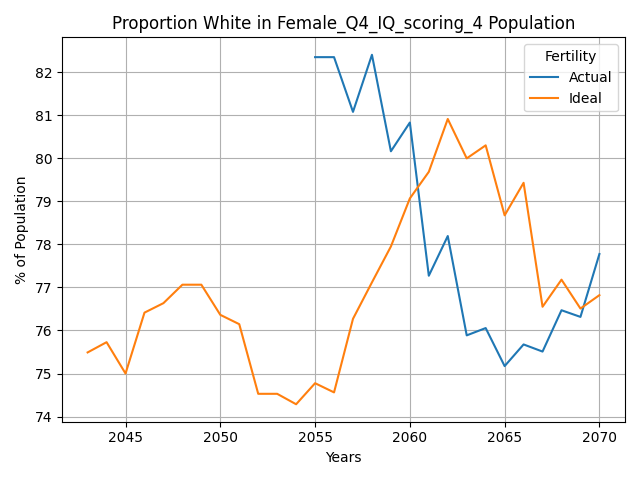 Proportion White in Female_Q4_IQ_scoring_4 Population
Fertility
Actual
Ideal
% of Population
82
81
80
79
78
77
76
75
74
2045
2050
2055
2060
2065
2070
Years